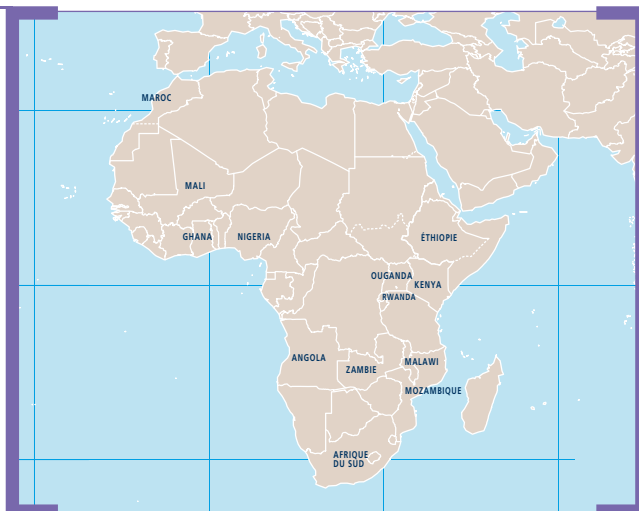 MAROC
MALI
GHANA
NIGERIA
ÉTHIOPIE
OUGANDA
KENYA
RWANDA
ANGOLA
ZAMBIE
MALAWI
MOZAMBIQUE
AFRIQUE
DU SUD